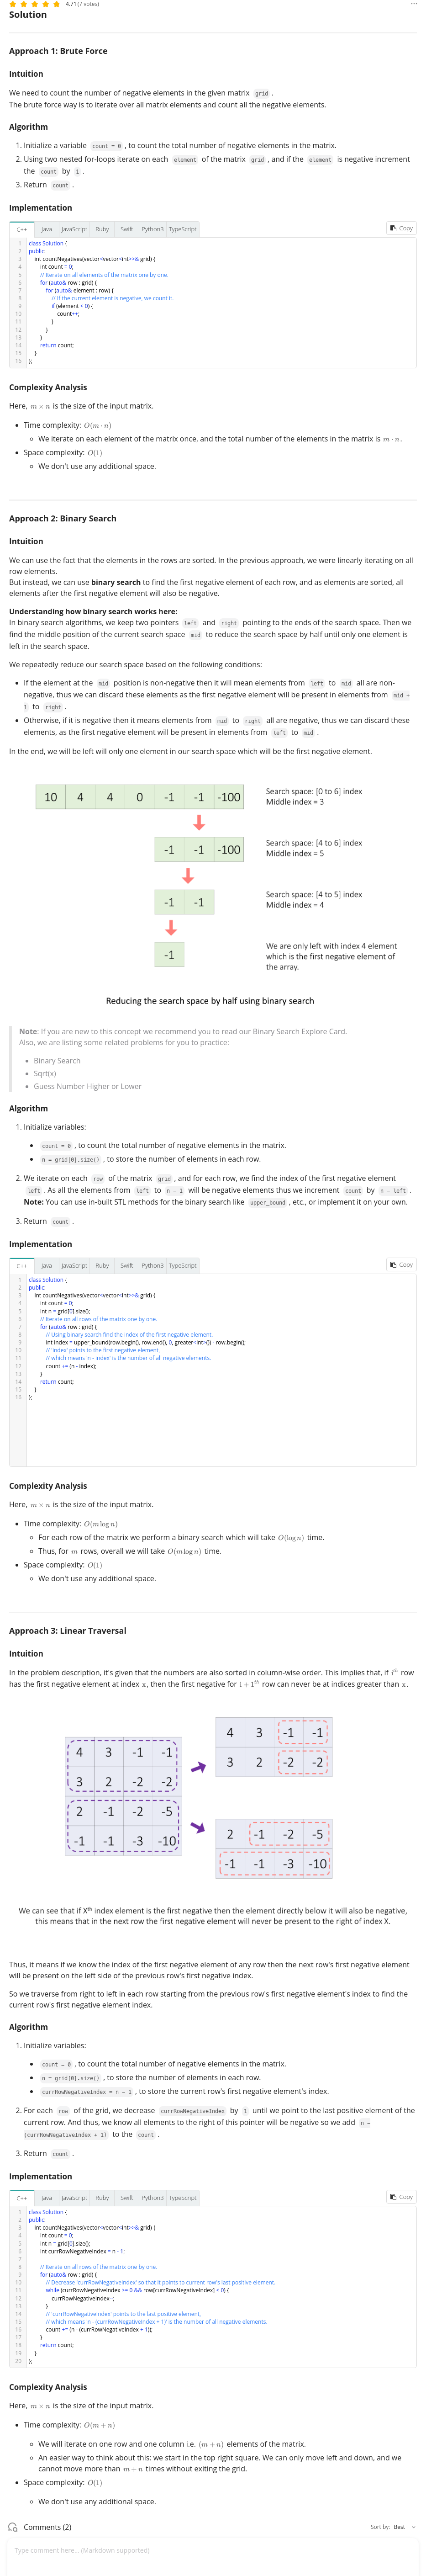 4.71 (7 votes)
Solution
Approach 1: Brute Force
Intuition
We need to count the number of negative elements in the given matrix grid .
The brute force way is to iterate over all matrix elements and count all the negative elements.
Algorithm
1. Initialize a variable count = 0 , to count the total number of negative elements in the matrix.
2. Using two nested for-loops iterate on each element of the matrix grid , and if the element is negative increment
the count by 1 .
3. Return count .
Implementation
C++ Java JavaScript Ruby Swift Python3 TypeScript Copy
1 class Solution {
2 public:
3 int countNegatives(vector<vector<int>>& grid) {
4 int count = 0;
5 // Iterate on all elements of the matrix one by one.
6 for (auto& row : grid) {
7 for (auto& element : row) {
8 // If the current element is negative, we count it.
9 if (element < 0) {
10 count++;
11 }
12 }
13 }
14 return count;
15 }
16 };
Complexity Analysis
Here, m × n is the size of the input matrix.
• Time complexity: O(m · n)
◦ We iterate on each element of the matrix once, and the total number of the elements in the matrix is m · n.
• Space complexity: O(1)
◦ We don't use any additional space.
Approach 2: Binary Search
Intuition
We can use the fact that the elements in the rows are sorted. In the previous approach, we were linearly iterating on all
row elements.
But instead, we can use binary search to find the first negative element of each row, and as elements are sorted, all
elements after the first negative element will also be negative.
Understanding how binary search works here:
In binary search algorithms, we keep two pointers left and right pointing to the ends of the search space. Then we
find the middle position of the current search space mid to reduce the search space by half until only one element is
left in the search space.
We repeatedly reduce our search space based on the following conditions:
• If the element at the mid position is non-negative then it will mean elements from left to mid all are non-
negative, thus we can discard these elements as the first negative element will be present in elements from mid +
1 to right .
• Otherwise, if it is negative then it means elements from mid to right all are negative, thus we can discard these
elements, as the first negative element will be present in elements from left to mid .
In the end, we will be left will only one element in our search space which will be the first negative element.
10 4 4 0 -1 -1 -100
Search space: [0 to 6] index
Middle index = 3
-1 -1 -100
Search space: [4 to 6] index
Middle index = 5
-1 -1
Search space: [4 to 5] index
Middle index = 4
-1
We are only left with index 4 element
which is the first negative element of
the array.
Reducing the search space by half using binary search
Note: If you are new to this concept we recommend you to read our Binary Search Explore Card.
Also, we are listing some related problems for you to practice:
• Binary Search
• Sqrt(x)
• Guess Number Higher or Lower
Algorithm
1. Initialize variables:
• count = 0 , to count the total number of negative elements in the matrix.
• n = grid[0].size() , to store the number of elements in each row.
2. We iterate on each row of the matrix grid , and for each row, we find the index of the first negative element
left . As all the elements from left to n - 1 will be negative elements thus we increment count by n - left .
Note: You can use in-built STL methods for the binary search like upper_bound , etc., or implement it on your own.
3. Return count .
Implementation
C++ Java JavaScript Ruby Swift Python3 TypeScript Copy
1 class Solution {
2 public:
3 int countNegatives(vector<vector<int>>& grid) {
4 int count = 0;
5 int n = grid[0].size();
6 // Iterate on all rows of the matrix one by one.
7 for (auto& row : grid) {
8 // Using binary search find the index of the first negative element.
9 int index = upper_bound(row.begin(), row.end(), 0, greater<int>()) - row.begin();
10 // 'index' points to the first negative element,
11 // which means 'n - index' is the number of all negative elements.
12 count += (n - index);
13 }
14 return count;
15 }
16 };
Complexity Analysis
Here, m × n is the size of the input matrix.
• Time complexity: O(m log n)
◦ For each row of the matrix we perform a binary search which will take O(log n) time.
◦ Thus, for m rows, overall we will take O(m log n) time.
• Space complexity: O(1)
◦ We don't use any additional space.
Approach 3: Linear Traversal
Intuition
In the problem description, it's given that the numbers are also sorted in column-wise order. This implies that, if i^th row
has the first negative element at index x, then the first negative for i + 1^th row can never be at indices greater than x.
4 3 -1 -1
3 2 -2 -2
2 -1 -2 -5
-1 -1 -3 -10
4 3 -1 -1
3 2 -2 -2
2 -1 -2 -5
-1 -1 -3 -10
We can see that if X^th index element is the first negative then the element directly below it will also be negative,
this means that in the next row the first negative element will never be present to the right of index X.
Thus, it means if we know the index of the first negative element of any row then the next row's first negative element
will be present on the left side of the previous row's first negative index.
So we traverse from right to left in each row starting from the previous row's first negative element's index to find the
current row's first negative element index.
Algorithm
1. Initialize variables:
• count = 0 , to count the total number of negative elements in the matrix.
• n = grid[0].size() , to store the number of elements in each row.
• currRowNegativeIndex = n - 1 , to store the current row's first negative element's index.
2. For each row of the grid, we decrease currRowNegativeIndex by 1 until we point to the last positive element of the
current row. And thus, we know all elements to the right of this pointer will be negative so we add n -
(currRowNegativeIndex + 1) to the count .
3. Return count .
Implementation
C++ Java JavaScript Ruby Swift Python3 TypeScript Copy
1 class Solution {
2 public:
3 int countNegatives(vector<vector<int>>& grid) {
4 int count = 0;
5 int n = grid[0].size();
6 int currRowNegativeIndex = n - 1;
7
8 // Iterate on all rows of the matrix one by one.
9 for (auto& row : grid) {
10 // Decrease 'currRowNegativeIndex' so that it points to current row's last positive element.
11 while (currRowNegativeIndex >= 0 && row[currRowNegativeIndex] < 0) {
12 currRowNegativeIndex--;
13 }
14 // 'currRowNegativeIndex' points to the last positive element,
15 // which means 'n - (currRowNegativeIndex + 1)' is the number of all negative elements.
16 count += (n - (currRowNegativeIndex + 1));
17 }
18 return count;
19 }
20 };
Complexity Analysis
Here, m × n is the size of the input matrix.
• Time complexity: O(m + n)
◦ We will iterate on one row and one column i.e. (m + n) elements of the matrix.
◦ An easier way to think about this: we start in the top right square. We can only move left and down, and we
cannot move more than m + n times without exiting the grid.
• Space complexity: O(1)
◦ We don't use any additional space.
Comments (2) Sort by: Best
Type comment here... (Markdown supported)